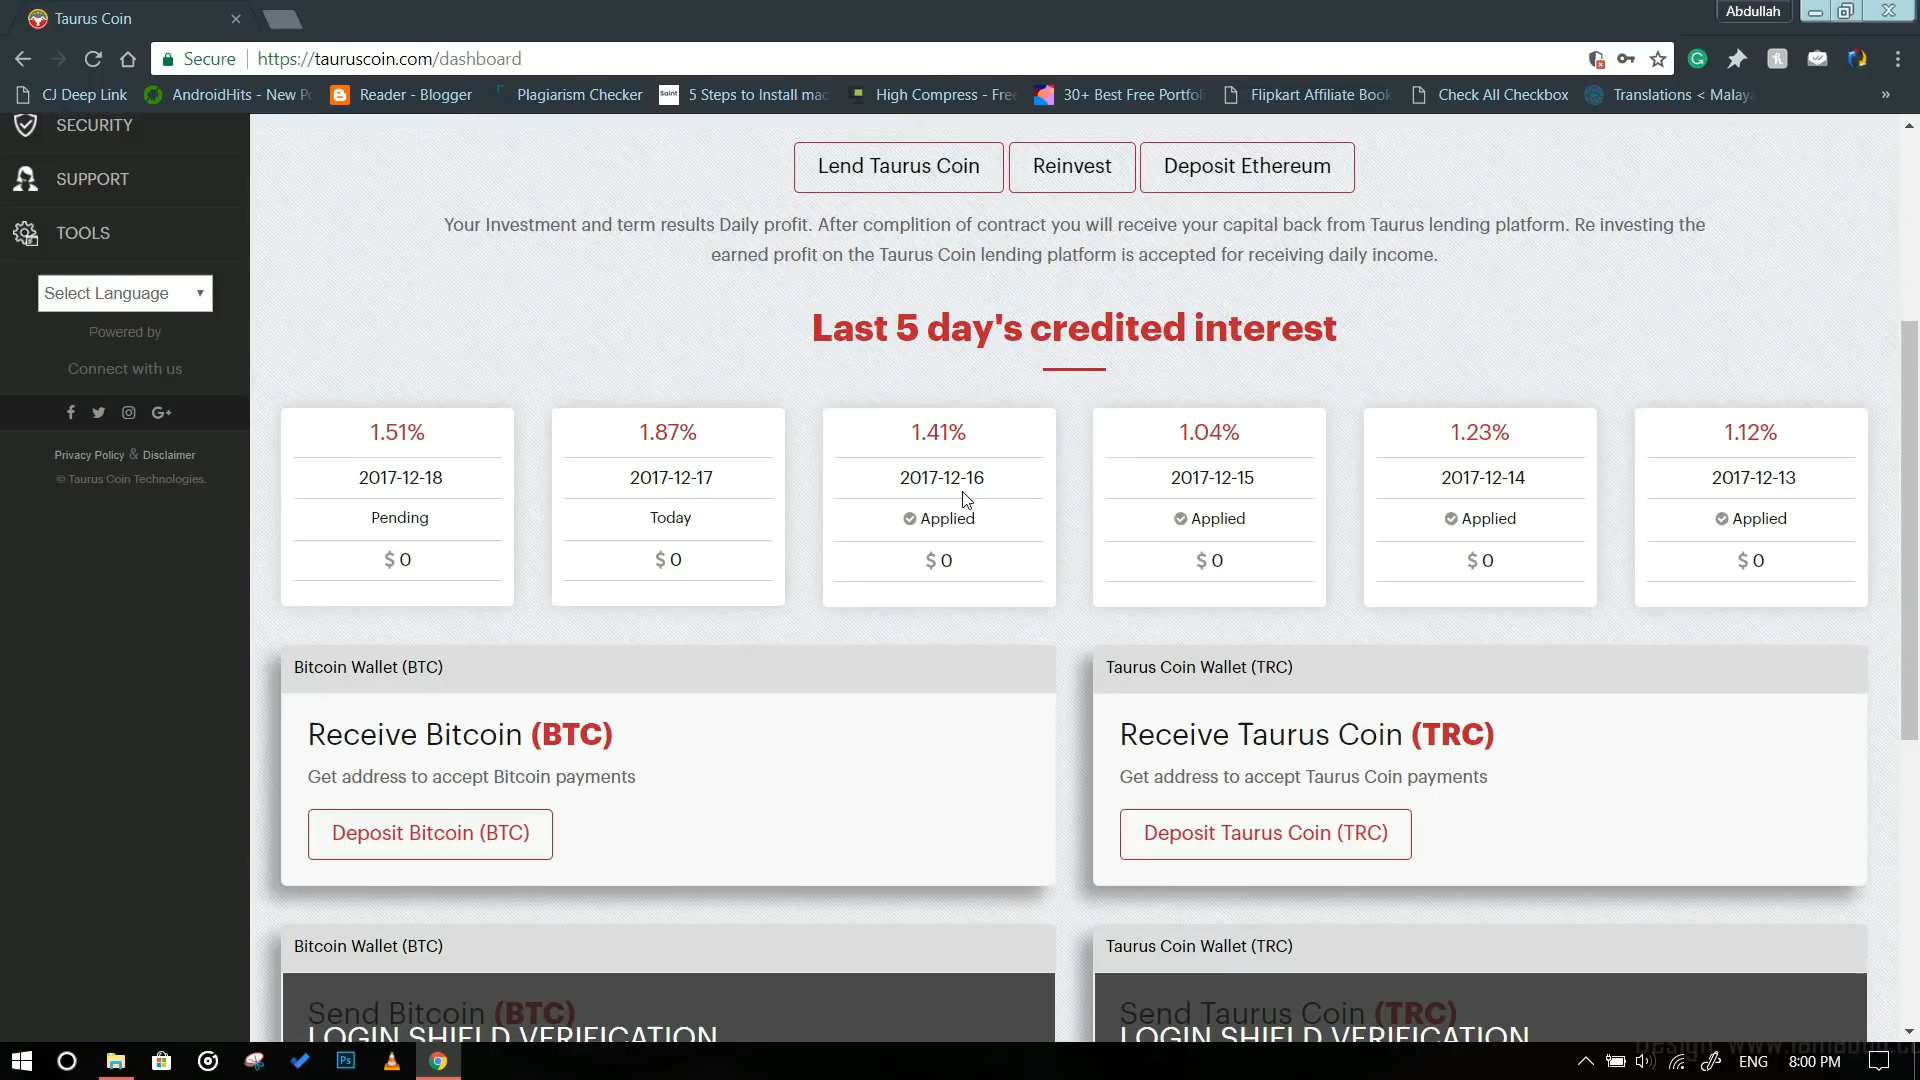 Taurus Coin
Abdullah
Secure https://tauruscoin.com/dashboard
CJ Deep Link AndroidHits - New Reader - Blogger Plagiarism Checker 5 Steps to Install High Compress - 30+ Best Free Flipkart Affiliate Check All Checkbox Translections < 
SECURITY
SUPPORT
TOOLS
Select Language
Powered by
Connect with us
Privacy Policy & Disclaimer
© Taurus Coin Technologies.
Lend Taurus Coin Reinvest Deposit Ethereum
Your Investment and term results Daily profit. After complition of contract you will receive your capital back from Taurus lending platform. Re investing the
earned profit on the Taurus Coin lending platform is accepted for receiving daily income.
Last 5 day's credited interest
1.51% 1.87% 1.41% 1.04% 1.23% 1.12%
2017-12-18 2017-12-17 2017-12-16 2017-12-15 2017-12-14 2017-12-13
Pending Today Applied Applied Applied Applied
$ 0 $ 0 $ 0 $ 0 $ 0 $ 0
Bitcoin Wallet (BTC)
Receive Bitcoin (BTC)
Get address to accept Bitcoin payments
Deposit Bitcoin (BTC)
Taurus Coin Wallet (TRC)
Receive Taurus Coin (TRC)
Get address to accept Taurus Coin payments
Deposit Taurus Coin (TRC)
Bitcoin Wallet (BTC)
Send Bitcoin (BTC)
LOGIN SHIELD VERIFICATION
Taurus Coin Wallet (TRC)
Send Taurus Coin (TRC)
LOGIN SHIELD VERIFICATION
ENG 8:00 PM